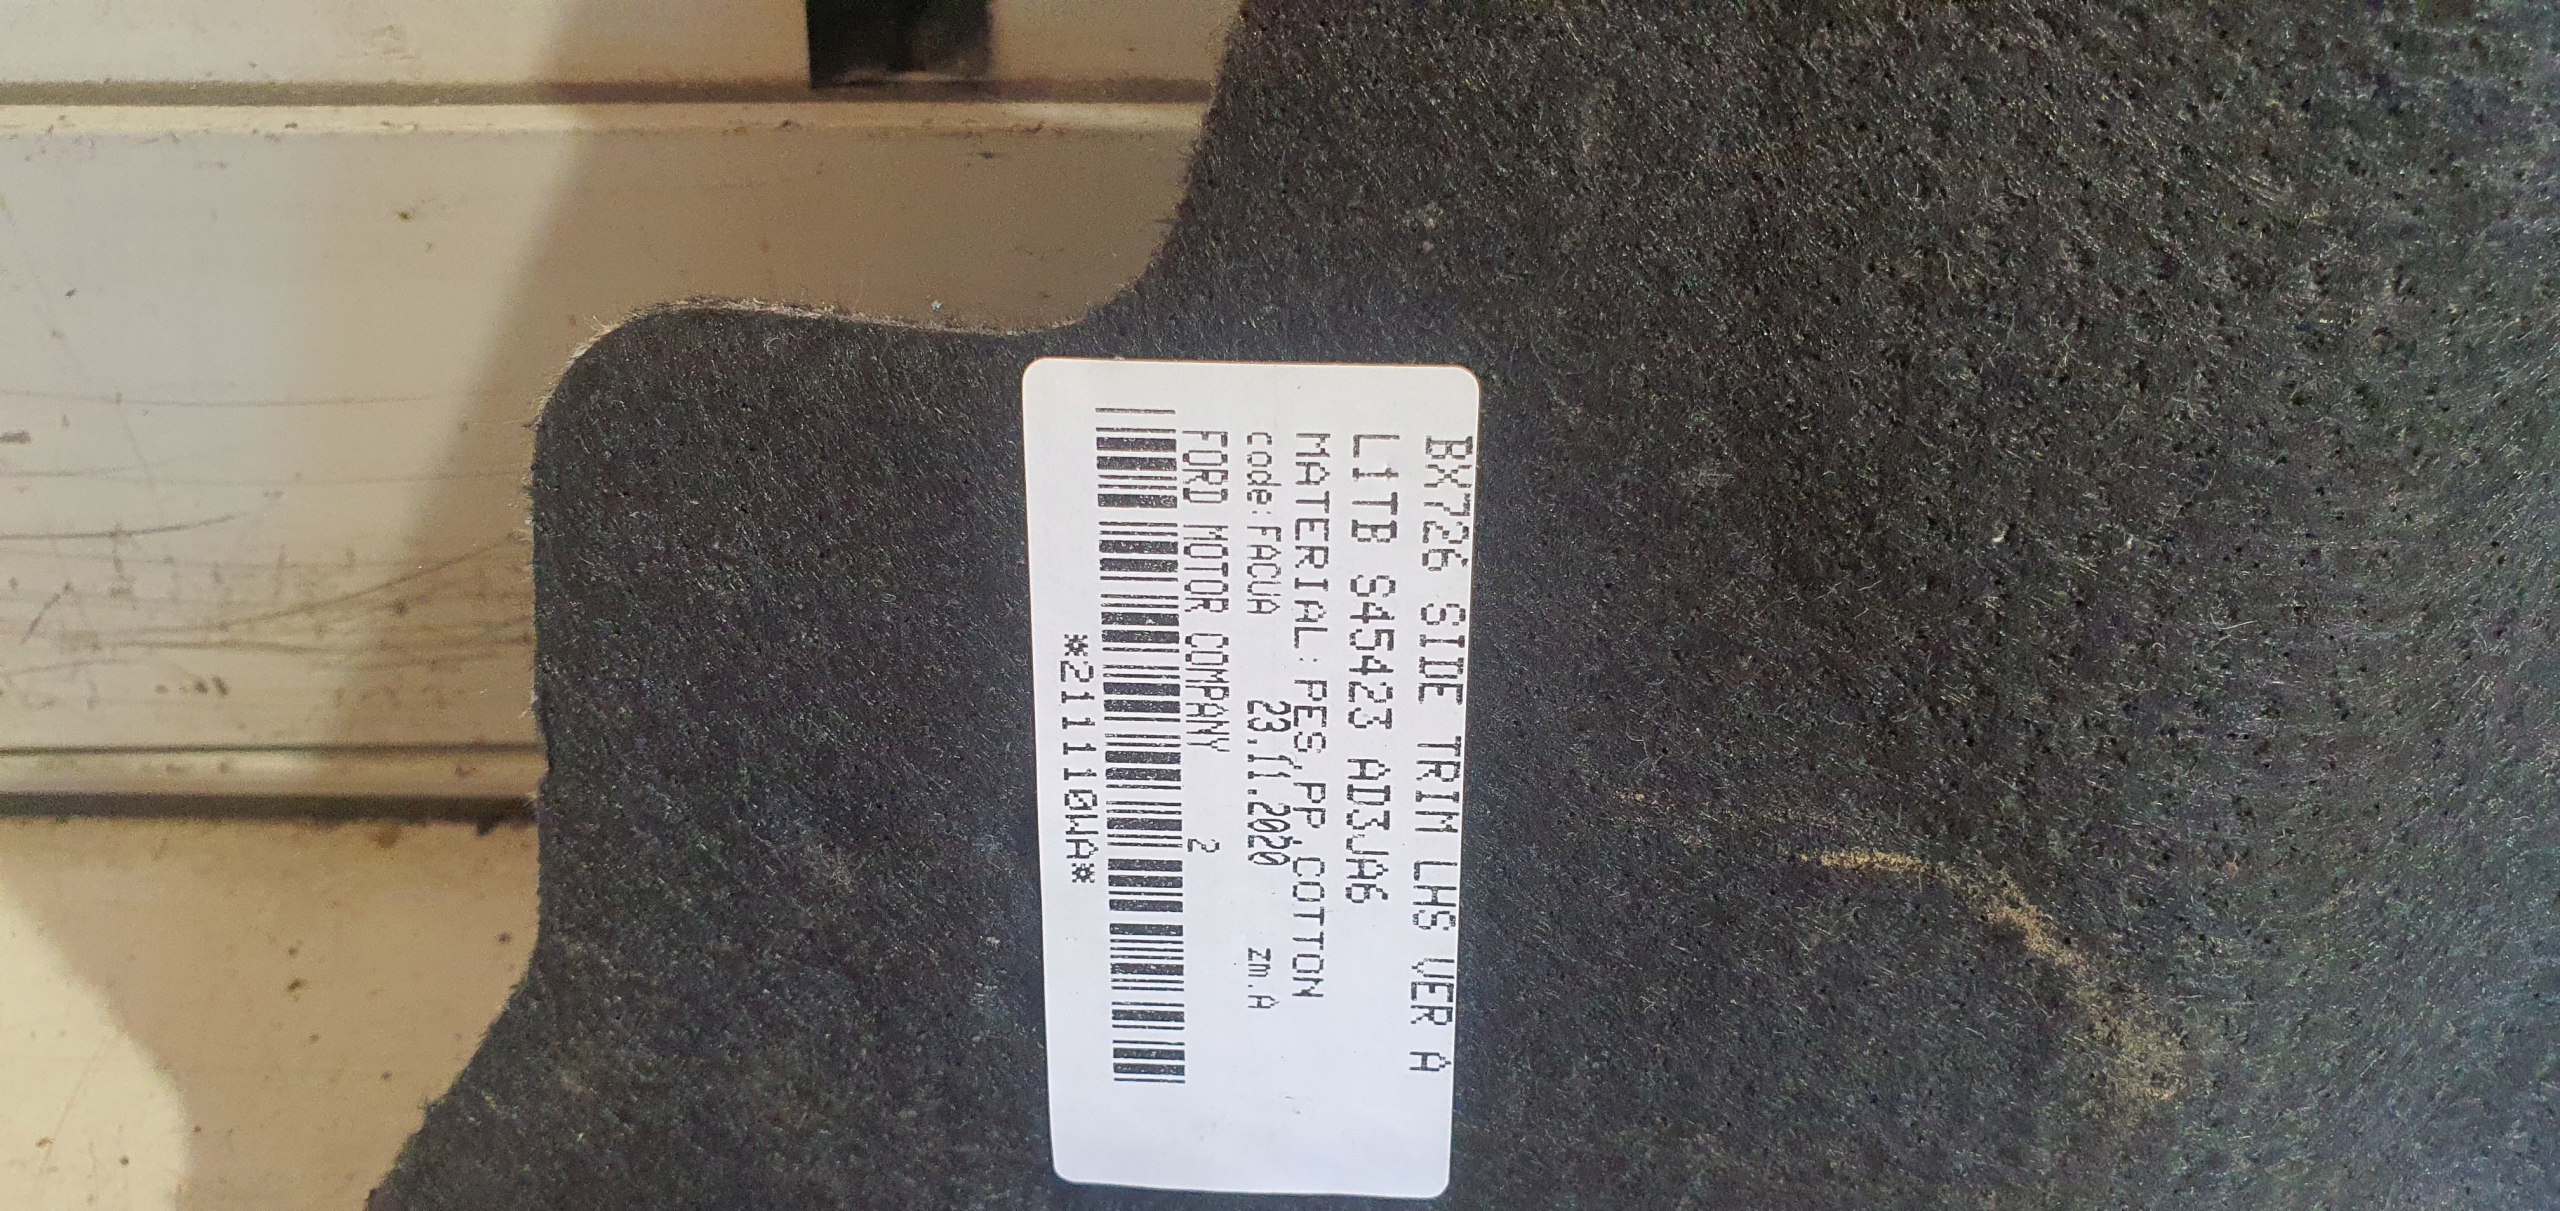 BX726 SIDE TRIM LHS VER A
L1TB S45423 AD3JA6
MATERIAL: PES,PP,COTTON
code: FACUA 23.11.2020 zm.A
FORD MOTOR COMPANY 2
*211110WA*